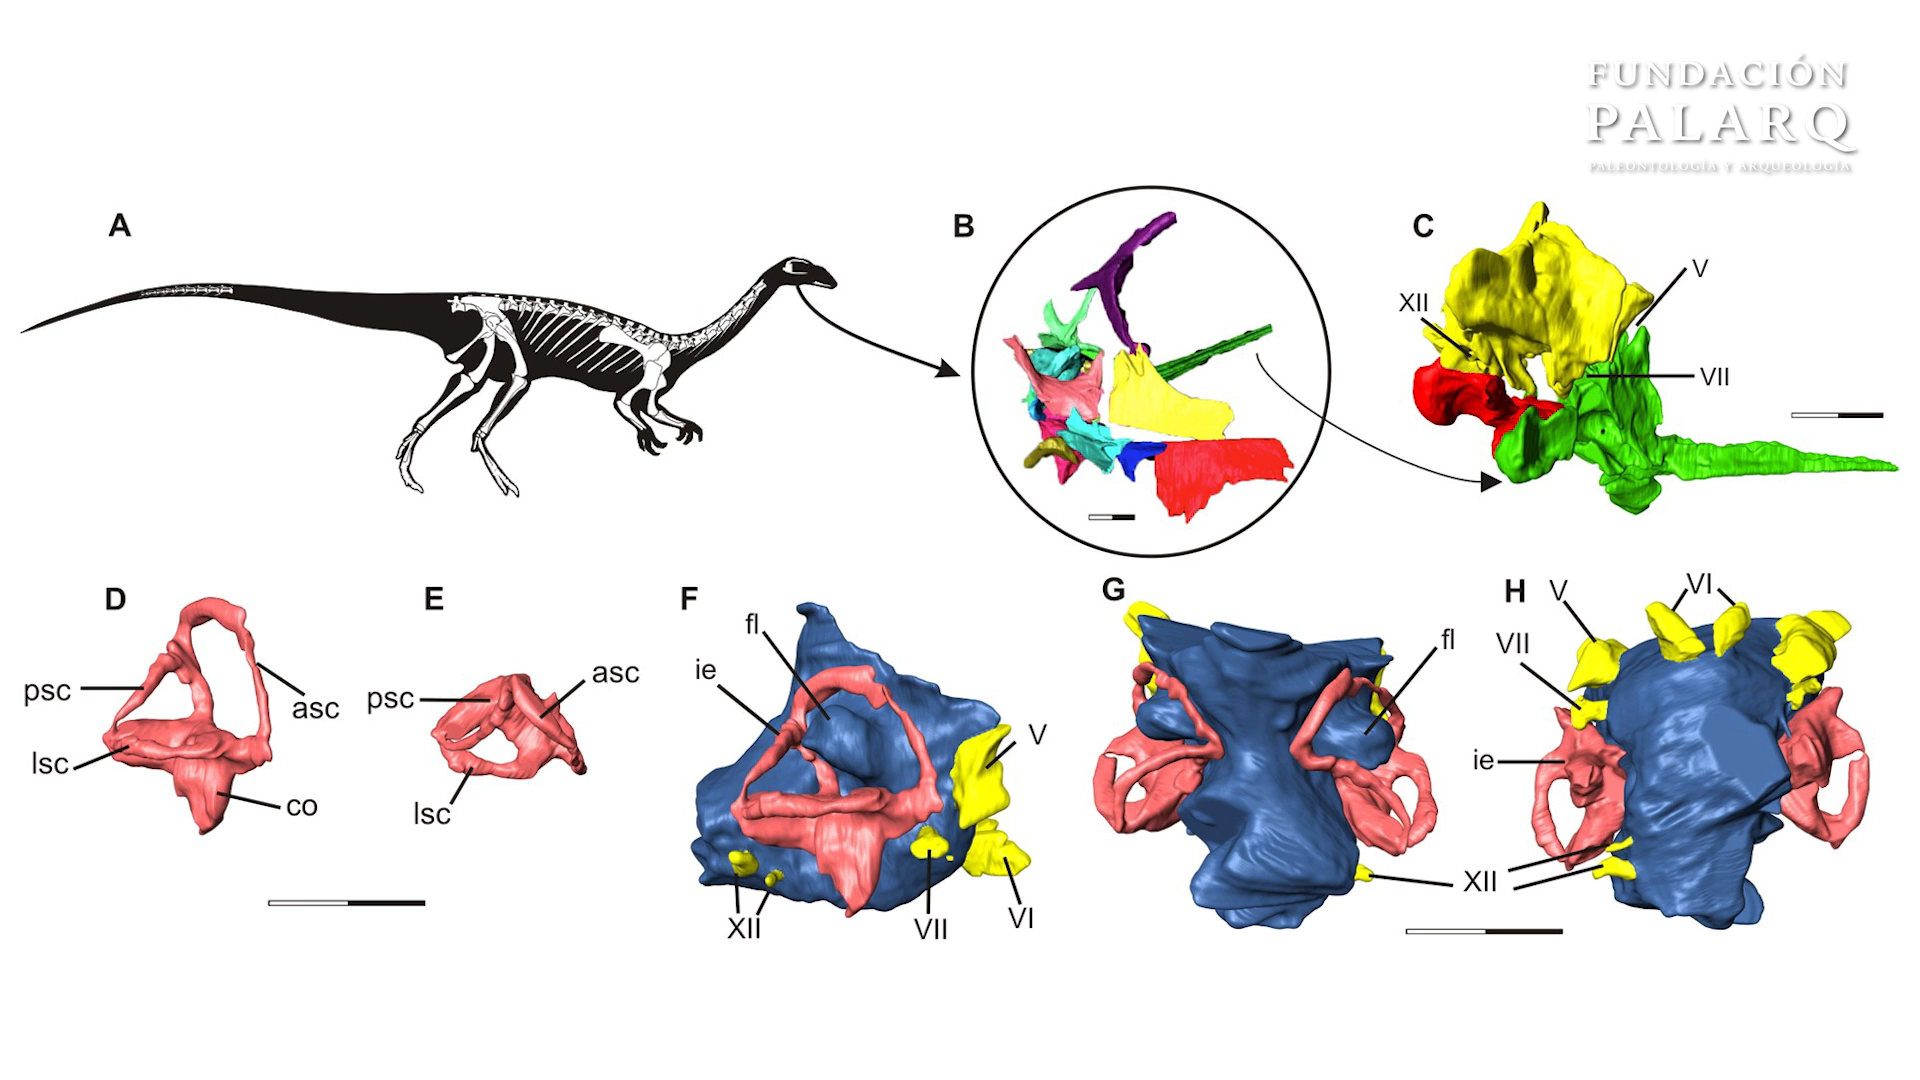 FUNDACIÓN
PALARQ
PALEONTOLOGÍA Y ARQUEOLOGÍA
A
B
C
V
XII
VII
D
psc
asc
lsc
co
E
psc
asc
lsc
F
fl
ie
V
XII
VII
VI
G
fl
H
V
VI
VII
ie
XII